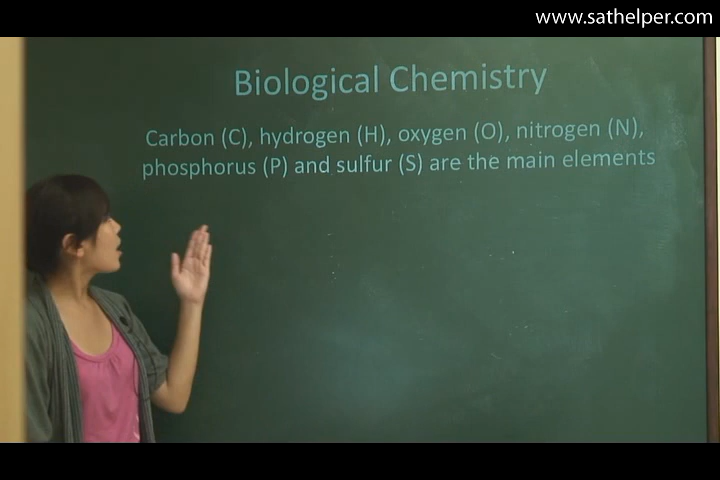 www.sathelper.com
Biological Chemistry
Carbon (C), hydrogen (H), oxygen (O), nitrogen (N),
phosphorus (P) and sulfur (S) are the main elements